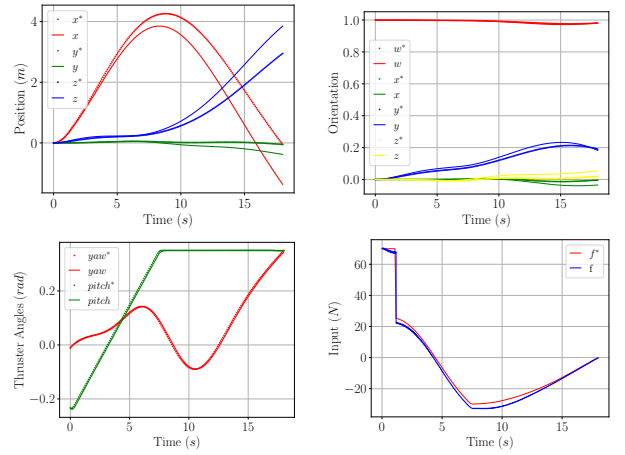 Position (m)
4
2
0
x*
x
y*
y
z*
z
0
5
10
15
Time (s)
Orientation
1.0
0.8
0.6
0.4
0.2
0.0
w*
w
x*
x
y*
y
z*
z
0
5
10
15
Time (s)
Thruster Angles (rad)
0.2
0.0
−0.2
yaw*
yaw
pitch*
pitch
0
5
10
15
Time (s)
Input (N)
60
40
20
0
−20
f*
f
0
5
10
15
Time (s)